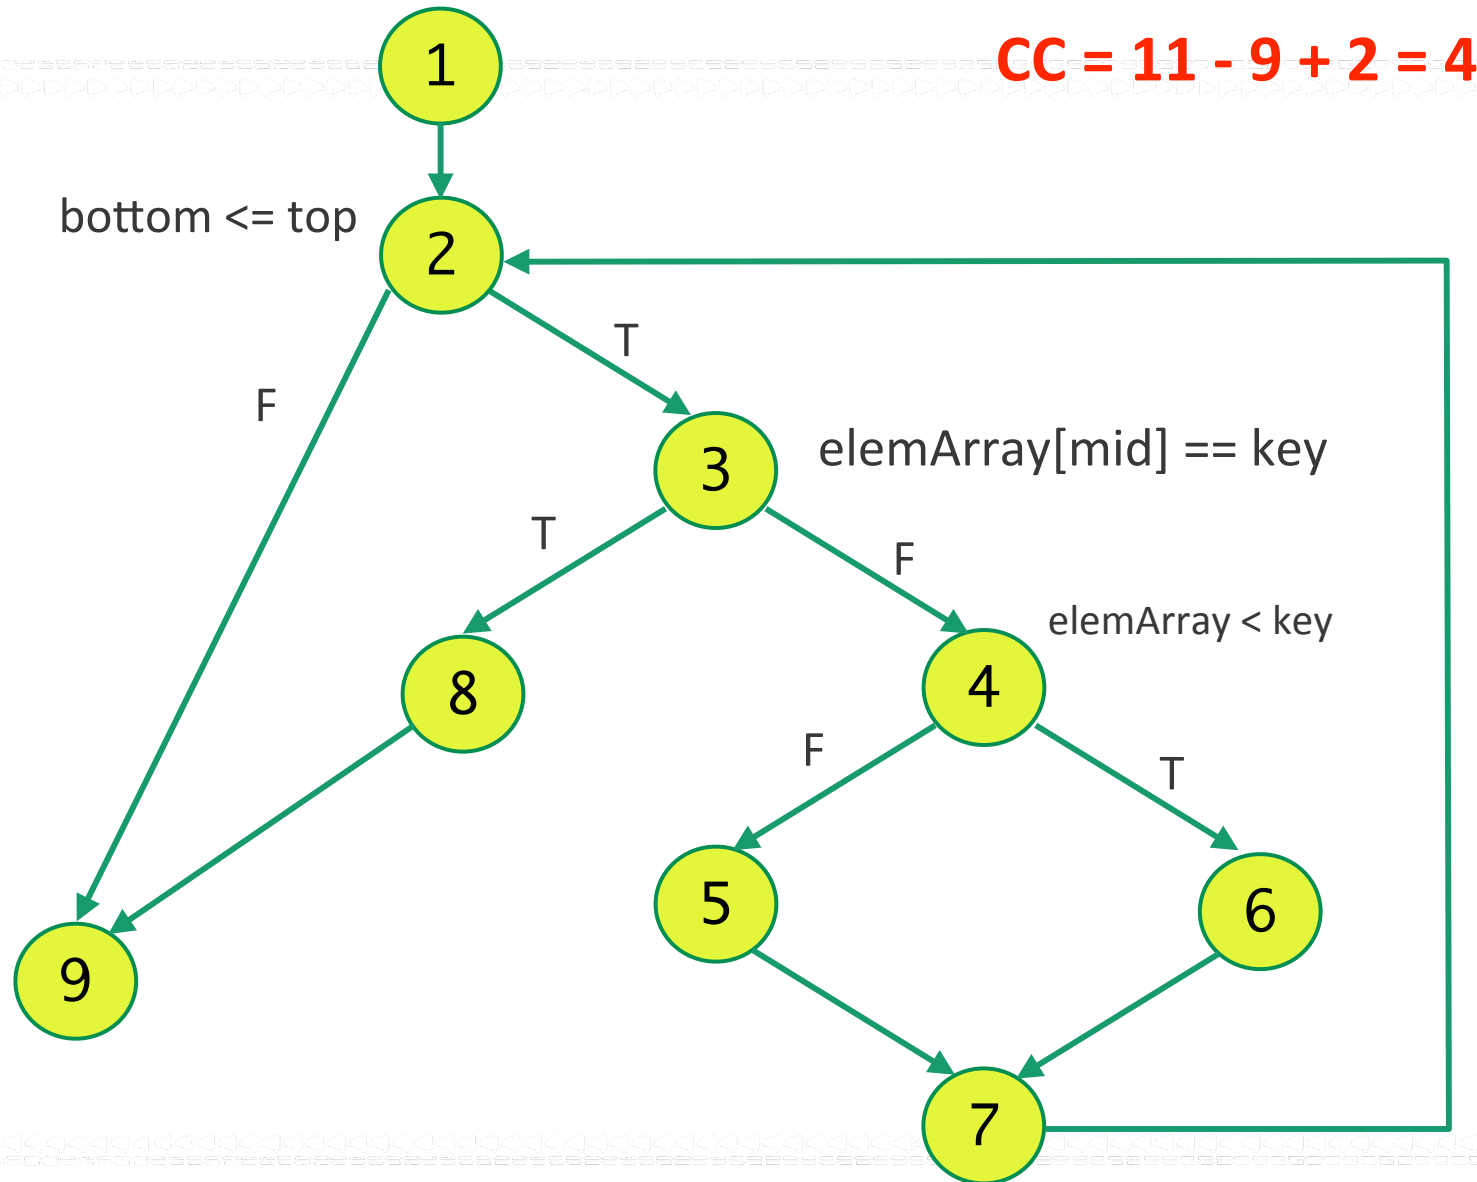 1
CC = 11 - 9 + 2 = 4
bottom <= top
2
T
F
3
elemArray[mid] == key
T
F
elemArray < key
8
4
F
T
5
6
9
7